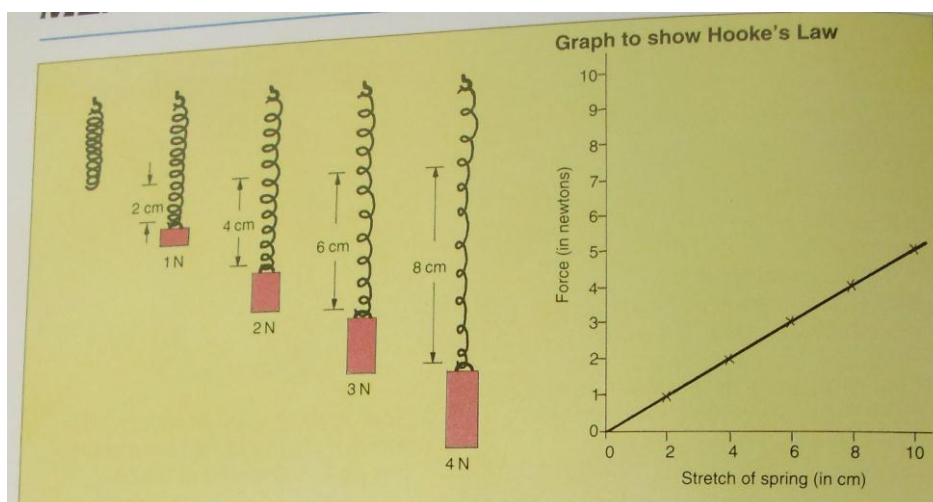 Graph to show Hooke's Law
2 cm
1 N
4 cm
2 N
6 cm
3 N
8 cm
4 N
Force (in newtons)
10
9
8
7
6
5
4
3
2
1
0
0 2 4 6 8 10
Stretch of spring (in cm)